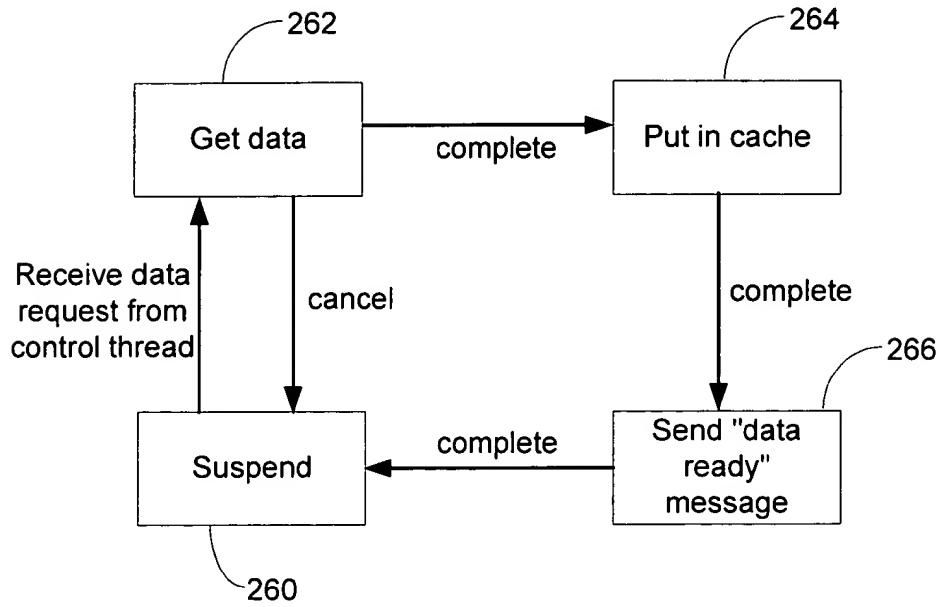 262
264
Get data
complete
Put in cache
Receive data
request from
control thread
cancel
complete
266
Suspend
complete
Send "data
ready"
message
260